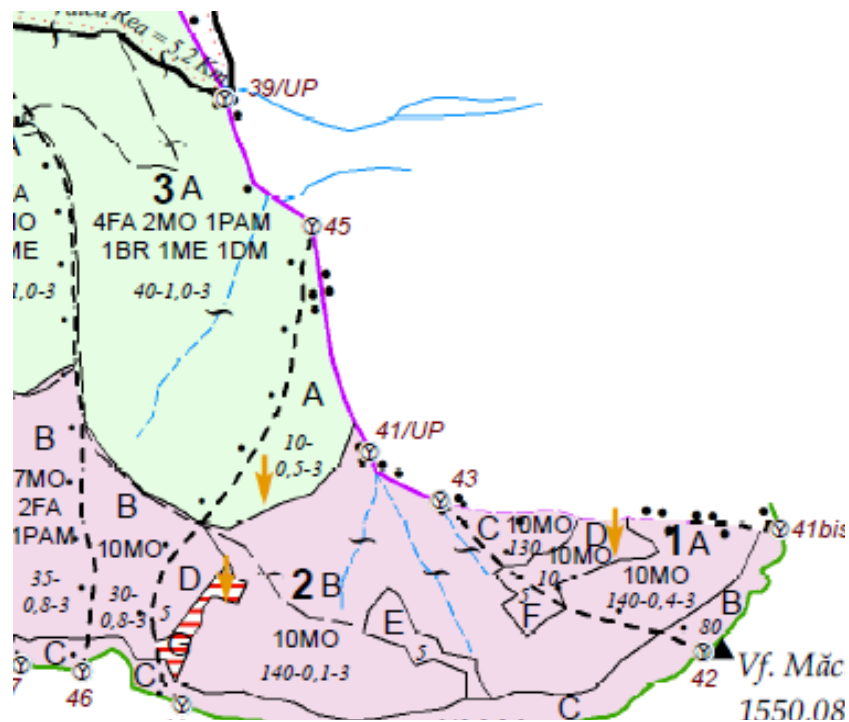 Valea Rea = 5,2 Km
39/UP
3 A
4FA 2MO 1PAM
1BR 1ME 1DM
40-1,0-3
45
A
ME
1,0-3
A
10-
0,5-3
41/UP
43
41bis
B
7MO
2FA
1PAM
35-
0,8-3
B
10MO
30-
0,8-3
D
5
2 B
10MO
140-0,1-3
E
5
C
10MO
130
D
10MO
10
5
F
1 A
10MO
140-0,4-3
B
80
42
Vf. Măc
1550,08
C
46
C
C
7